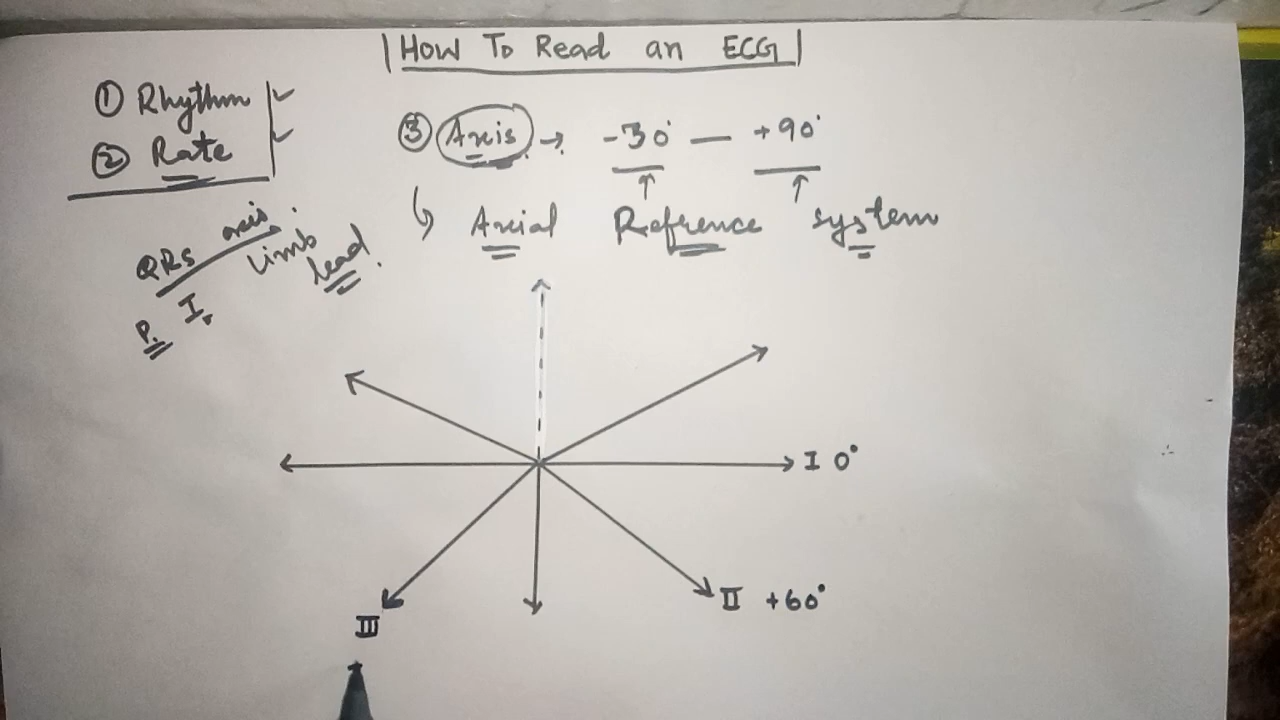 HOW TO Read an ECG
① Rhythm
② Rate
③ Axis → -30° — +90°
Axial Refrence system
QRS axis
limb
lead.
P. I.
I 0°
II +60°
III